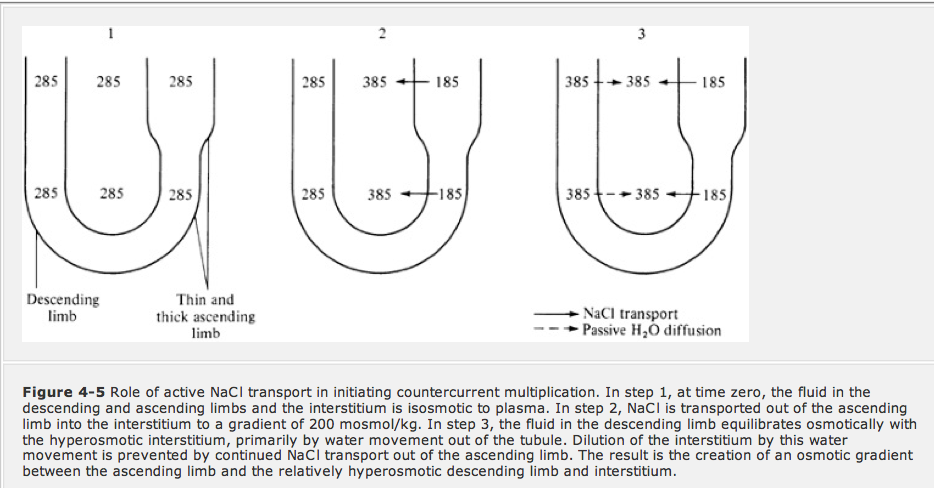 1 2 3
285 285 285 285 385 185 385 385 185
285 285 285 285 385 185 385 385 185
Descending
limb
Thin and
thick ascending
limb
NaCl transport
Passive H₂O diffusion
Figure 4-5 Role of active NaCl transport in initiating countercurrent multiplication. In step 1, at time zero, the fluid in the
descending and ascending limbs and the interstitium is isosmotic to plasma. In step 2, NaCl is transported out of the ascending
limb into the interstitium to a gradient of 200 mosmol/kg. In step 3, the fluid in the descending limb equilibrates osmotically with
the hyperosmotic interstitium, primarily by water movement out of the tubule. Dilution of the interstitium by this water
movement is prevented by continued NaCl transport out of the ascending limb. The result is the creation of an osmotic gradient
between the ascending limb and the relatively hyperosmotic descending limb and interstitium.